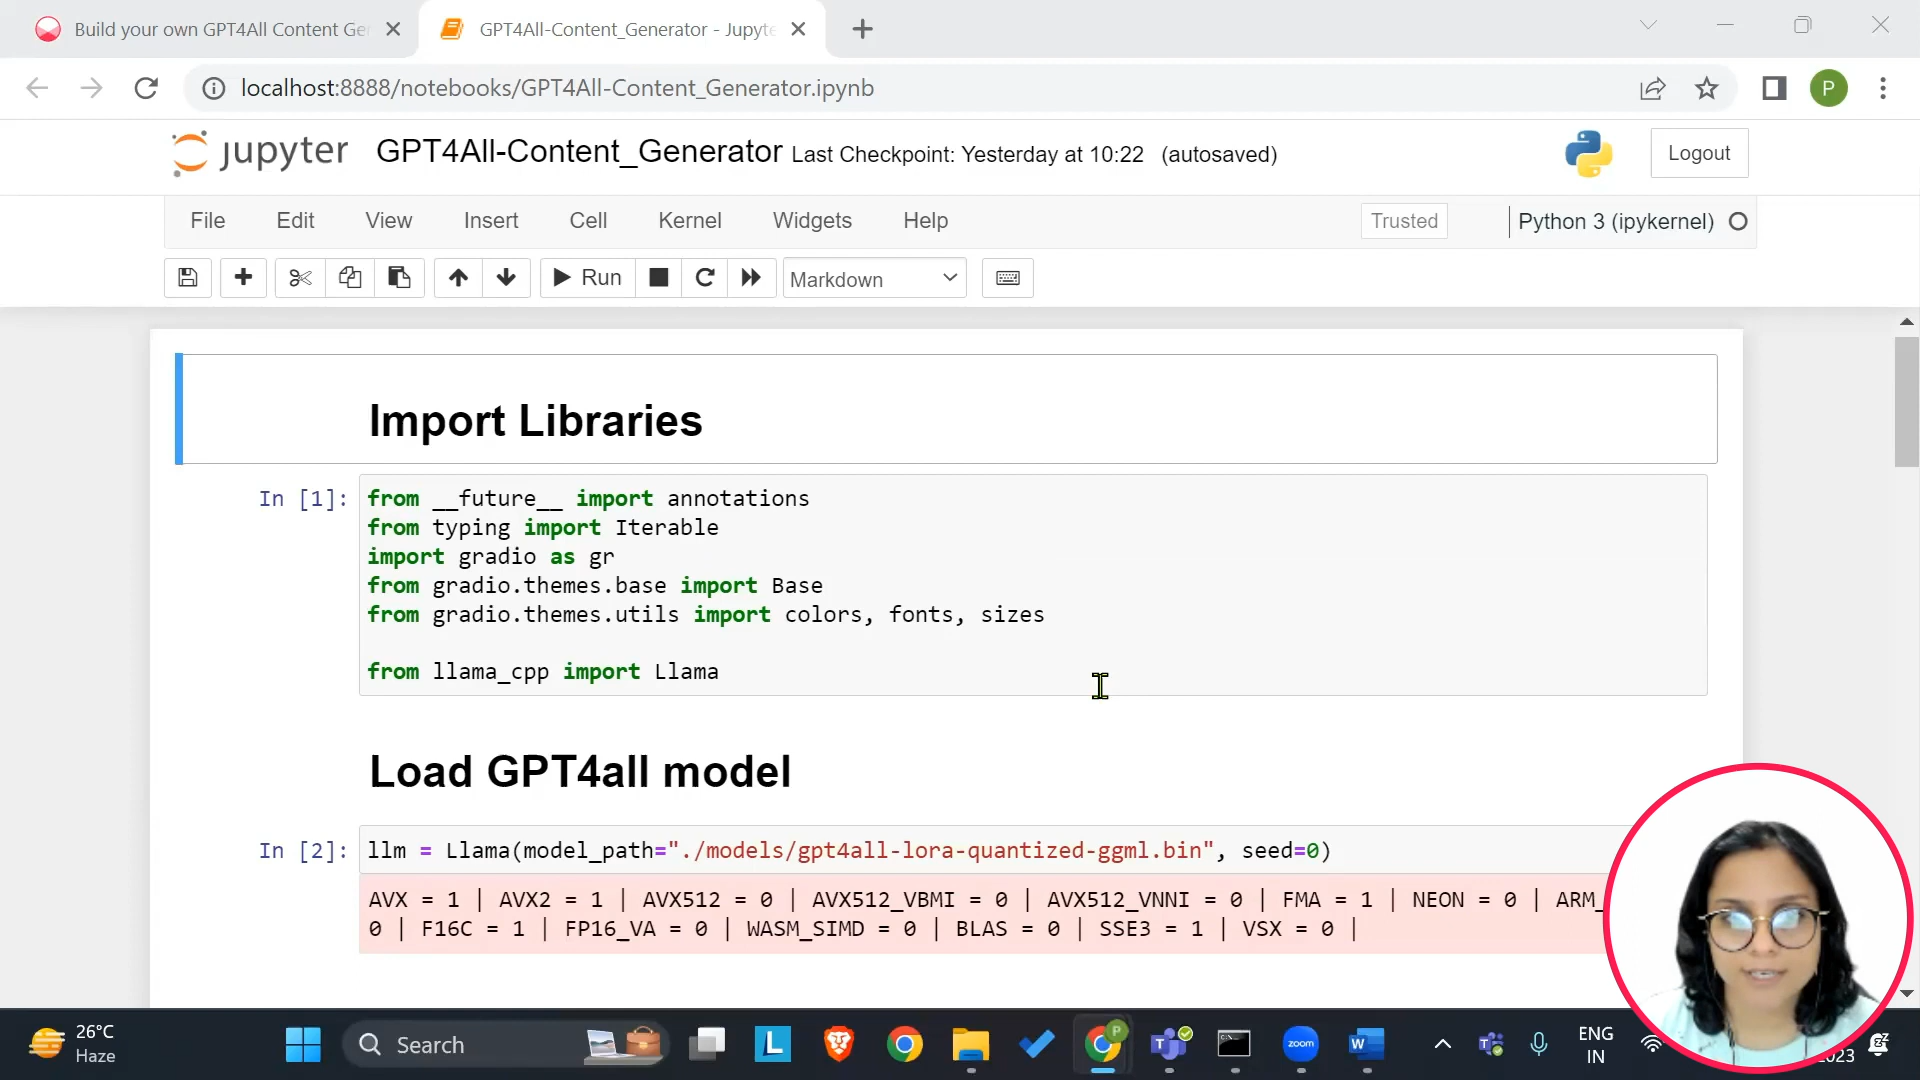 Build your own GPT4All Content Ge
GPT4All-Content_Generator - Jupyte
localhost:8888/notebooks/GPT4All-Content_Generator.ipynb
P
jupyter GPT4All-Content_Generator Last Checkpoint: Yesterday at 10:22 (autosaved)
Logout
File Edit View Insert Cell Kernel Widgets Help
Trusted Python 3 (ipykernel)
Run Markdown
Import Libraries
In [1]: from __future__ import annotations
from typing import Iterable
import gradio as gr
from gradio.themes.base import Base
from gradio.themes.utils import colors, fonts, sizes
from llama_cpp import Llama
Load GPT4all model
In [2]: llm = Llama(model_path="./models/gpt4all-lora-quantized-ggml.bin", seed=0)
AVX = 1 | AVX2 = 1 | AVX512 = 0 | AVX512_VBMI = 0 | AVX512_VNNI = 0 | FMA = 1 | NEON = 0 | ARM_
0 | F16C = 1 | FP16_VA = 0 | WASM_SIMD = 0 | BLAS = 0 | SSE3 = 1 | VSX = 0 |
26°C
Haze
Search
L
P
T
zoom
W
ENG
IN
2023